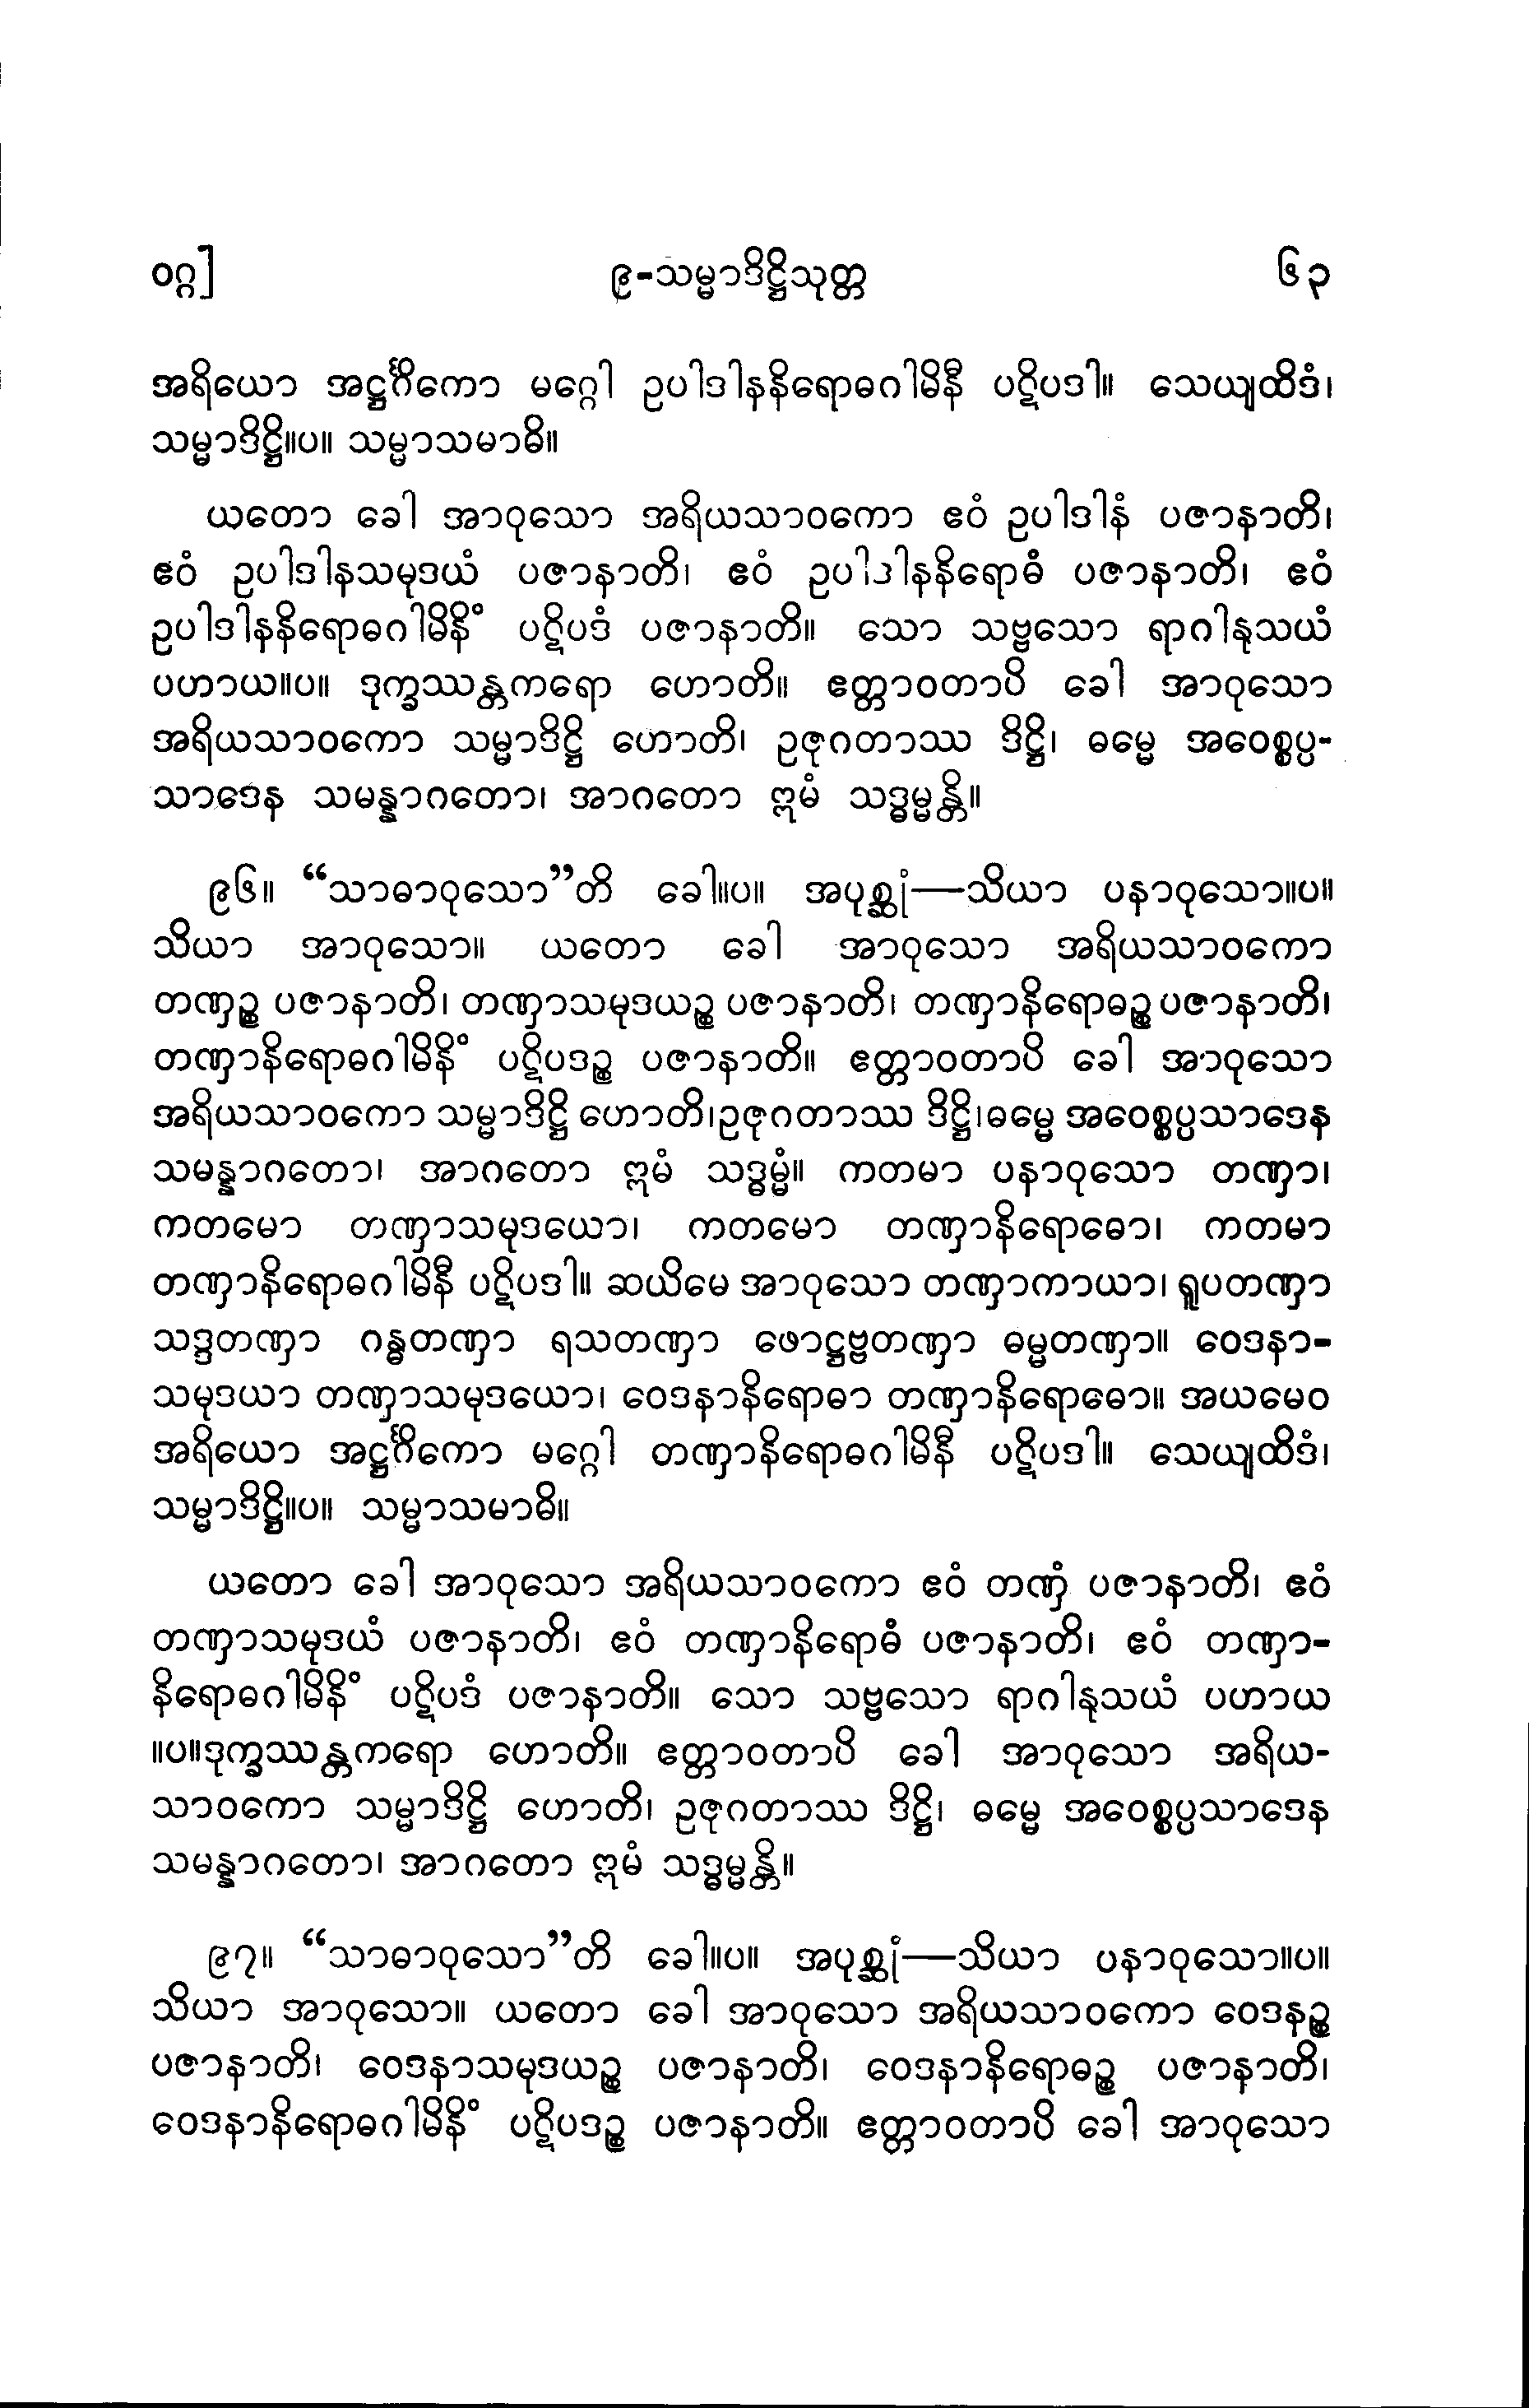 ဝဂ္ဂ]	၉-သမ္မာဒိဋ္ဌိသုတ္တ	၆၃
အရိယော အဋ္ဌင်္ဂိကော မဂ္ဂေါ ဥပါဒါနနိရောဓဂါမိနီ ပဋိပဒါ။ သေယျထိဒံ၊
သမ္မာဒိဋ္ဌိ။ပ။ သမ္မာသမာဓိ။
ယတော ခေါ အာဝုသော အရိယသာဝကော ဧဝံ ဥပါဒါနံ ပဇာနာတိ၊
ဧဝံ ဥပါဒါနသမုဒယံ ပဇာနာတိ၊ ဧဝံ ဥပါဒါနနိရောဓံ ပဇာနာတိ၊ ဧဝံ
ဥပါဒါနနိရောဓဂါမိနိံ ပဋိပဒံ ပဇာနာတိ။ သော သဗ္ဗသော ရာဂါနုသယံ
ပဟာယ။ပ။ ဒုက္ခဿန္တကရော ဟောတိ။ ဧတ္တာဝတာပိ ခေါ အာဝုသော
အရိယသာဝကော သမ္မာဒိဋ္ဌိ ဟောတိ၊ ဥဇုဂတာဿ ဒိဋ္ဌိ၊ ဓမ္မေ အဝေစ္စပ္ပ-
သာဒေန သမန္နာဂတော၊ အာဂတော ဣမံ သဒ္ဓမ္မန္တိ။
၉၆။ “သာဓာဝုသော”တိ ခေါ။ပ။ အပုစ္ဆုံ—သိယာ ပနာဝုသော။ပ။
သိယာ အာဝုသော။ ယတော ခေါ အာဝုသော အရိယသာဝကော
တဏှဉ္စ ပဇာနာတိ၊ တဏှာသမုဒယဉ္စ ပဇာနာတိ၊ တဏှာနိရောဓဉ္စ ပဇာနာတိ၊
တဏှာနိရောဓဂါမိနိံ ပဋိပဒဉ္စ ပဇာနာတိ။ ဧတ္တာဝတာပိ ခေါ အာဝုသော
အရိယသာဝကော သမ္မာဒိဋ္ဌိ ဟောတိ၊ဥဇုဂတာဿ ဒိဋ္ဌိ၊ဓမ္မေ အဝေစ္စပ္ပသာဒေန
သမန္နာဂတော၊ အာဂတော ဣမံ သဒ္ဓမ္မံ။ ကတမာ ပနာဝုသော တဏှာ၊
ကတမော တဏှာသမုဒယော၊ ကတမော တဏှာနိရောဓော၊ ကတမာ
တဏှာနိရောဓဂါမိနီ ပဋိပဒါ။ ဆယိမေ အာဝုသော တဏှာကာယာ၊ ရူပတဏှာ
သဒ္ဒတဏှာ ဂန္ဓတဏှာ ရသတဏှာ ဖောဋ္ဌဗ္ဗတဏှာ ဓမ္မတဏှာ။ ဝေဒနာ-
သမုဒယာ တဏှာသမုဒယော၊ ဝေဒနာနိရောဓာ တဏှာနိရောဓော။ အယမေဝ
အရိယော အဋ္ဌင်္ဂိကော မဂ္ဂေါ တဏှာနိရောဓဂါမိနီ ပဋိပဒါ။ သေယျထိဒံ၊
သမ္မာဒိဋ္ဌိ။ပ။ သမ္မာသမာဓိ။
ယတော ခေါ အာဝုသော အရိယသာဝကော ဧဝံ တဏှံ ပဇာနာတိ၊ ဧဝံ
တဏှာသမုဒယံ ပဇာနာတိ၊ ဧဝံ တဏှာနိရောဓံ ပဇာနာတိ၊ ဧဝံ တဏှာ-
နိရောဓဂါမိနိံ ပဋိပဒံ ပဇာနာတိ။ သော သဗ္ဗသော ရာဂါနုသယံ ပဟာယ
။ပ။ဒုက္ခဿန္တကရော ဟောတိ။ ဧတ္တာဝတာပိ ခေါ အာဝုသော အရိယ-
သာဝကော သမ္မာဒိဋ္ဌိ ဟောတိ၊ ဥဇုဂတာဿ ဒိဋ္ဌိ၊ ဓမ္မေ အဝေစ္စပ္ပသာဒေန
သမန္နာဂတော၊ အာဂတော ဣမံ သဒ္ဓမ္မန္တိ။
၉၇။ “သာဓာဝုသော”တိ ခေါ။ပ။ အပုစ္ဆုံ—သိယာ ပနာဝုသော။ပ။
သိယာ အာဝုသော။ ယတော ခေါ အာဝုသော အရိယသာဝကော ဝေဒနဉ္စ
ပဇာနာတိ၊ ဝေဒနာသမုဒယဉ္စ ပဇာနာတိ၊ ဝေဒနာနိရောဓဉ္စ ပဇာနာတိ၊
ဝေဒနာနိရောဓဂါမိနိံ ပဋိပဒဉ္စ ပဇာနာတိ။ ဧတ္တာဝတာပိ ခေါ အာဝုသော